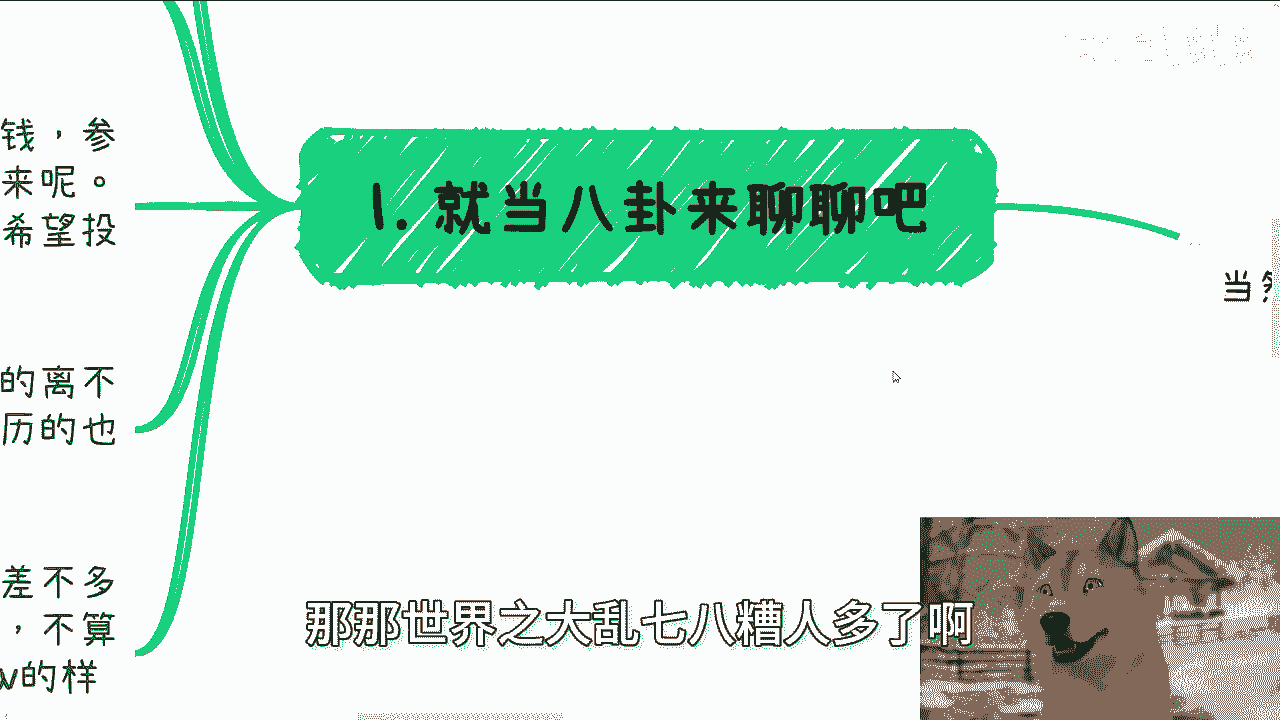 钱，参
来呢。
希望投
1. 就当八卦来聊聊吧
当
的离不
历的也
差不多
，不算
w的样
那那世界之大乱七八糟人多了啊